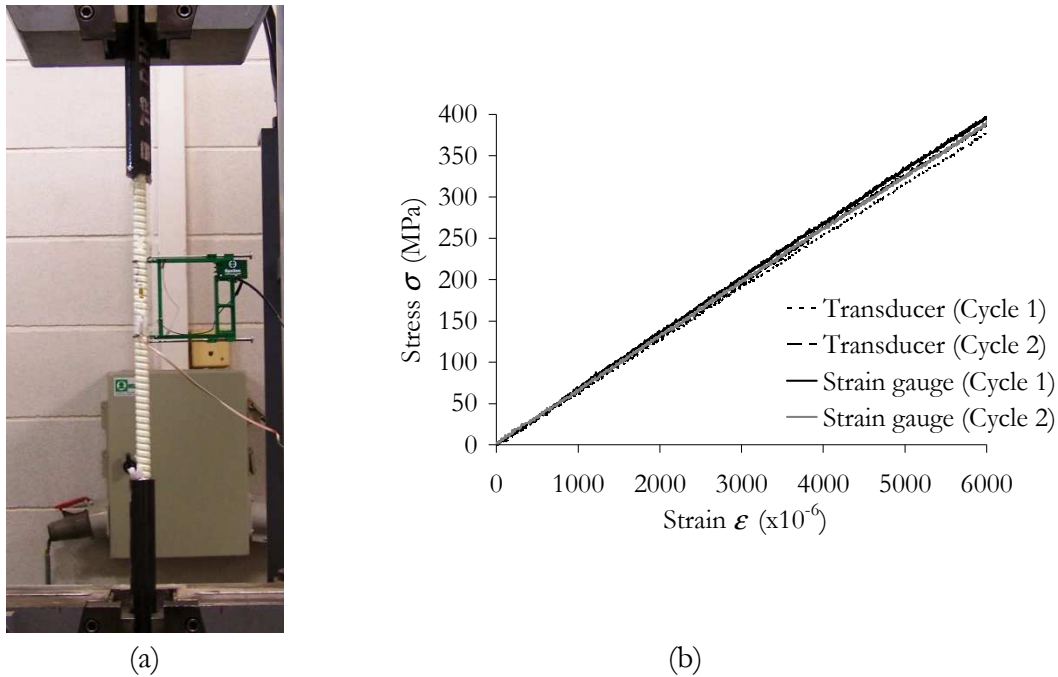 400
350
300
250
200
150
100
50
0
Stress σ (MPa)
Transducer (Cycle 1)
Transducer (Cycle 2)
Strain gauge (Cycle 1)
Strain gauge (Cycle 2)
0 1000 2000 3000 4000 5000 6000
Strain ε (x10⁻⁶)
(a) (b)